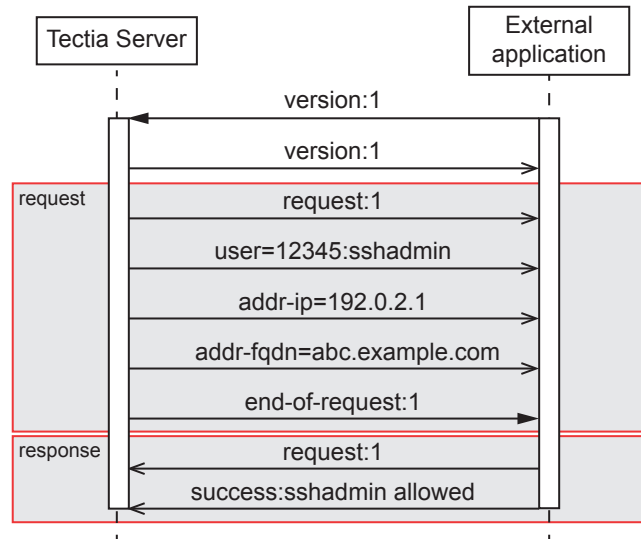 Tectia Server
External
application
version:1
version:1
request
request:1
user=12345:sshadmin
addr-ip=192.0.2.1
addr-fqdn=abc.example.com
end-of-request:1
response
request:1
success:sshadmin allowed